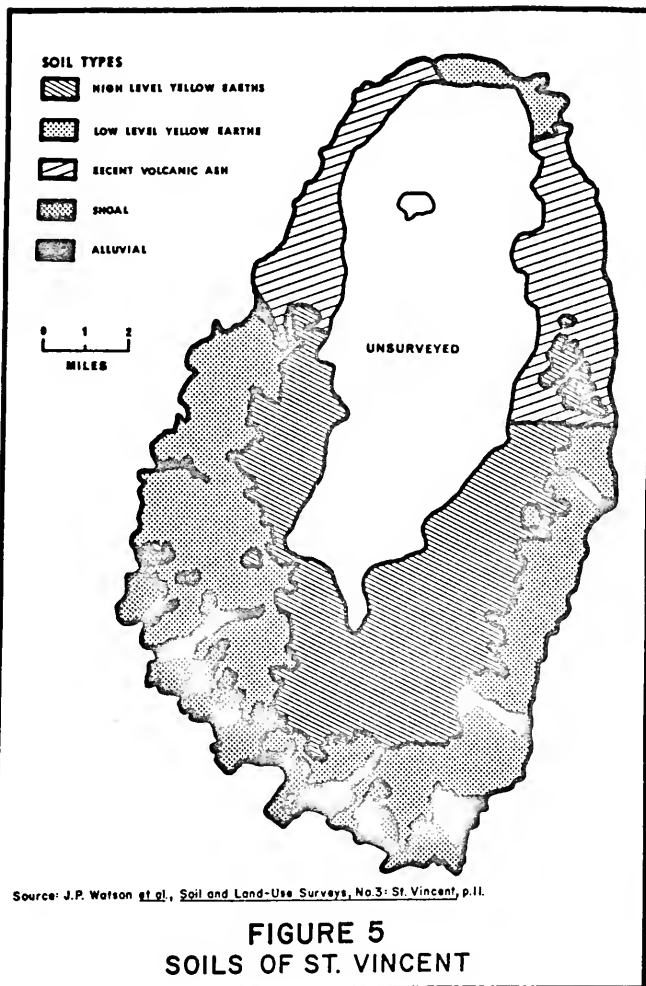 SOIL TYPES
HIGH LEVEL YELLOW EARTHS
LOW LEVEL YELLOW EARTHS
RECENT VOLCANIC ASH
SHOAL
ALLUVIAL
0 1 2
MILES
UNSURVEYED
Source: J.P. Watson et al., Soil and Land-Use Surveys, No.3: St. Vincent, p.11.
FIGURE 5
SOILS OF ST. VINCENT